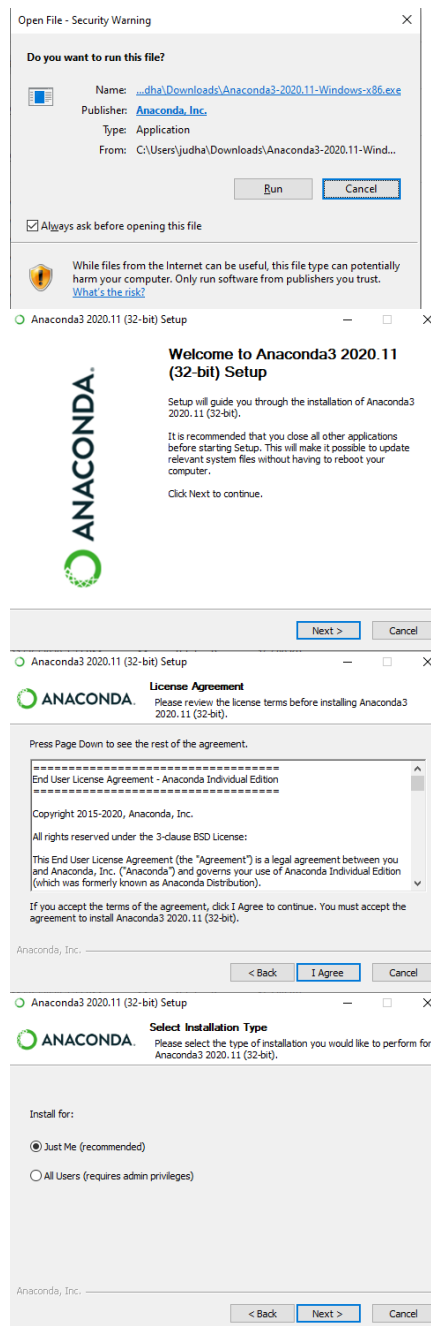 Open File - Security Warning
Do you want to run this file?
Name: ...dha\Downloads\Anaconda3-2020.11-Windows-x86.exe
Publisher: Anaconda, Inc.
Type: Application
From: C:\Users\judha\Downloads\Anaconda3-2020.11-Wind...
Run Cancel
Always ask before opening this file
While files from the Internet can be useful, this file type can potentially
harm your computer. Only run software from publishers you trust.
What's the risk?
Anaconda3 2020.11 (32-bit) Setup
Welcome to Anaconda3 2020.11
(32-bit) Setup
Setup will guide you through the installation of Anaconda3
2020.11 (32-bit).
It is recommended that you close all other applications
before starting Setup. This will make it possible to update
relevant system files without having to reboot your
computer.
Click Next to continue.
ANACONDA.
Next > Cancel
Anaconda3 2020.11 (32-bit) Setup
ANACONDA.
License Agreement
Please review the license terms before installing Anaconda3
2020.11 (32-bit).
Press Page Down to see the rest of the agreement.
====================================
End User License Agreement - Anaconda Individual Edition
====================================
Copyright 2015-2020, Anaconda, Inc.
All rights reserved under the 3-clause BSD License:
This End User License Agreement (the "Agreement") is a legal agreement between you
and Anaconda, Inc. ("Anaconda") and governs your use of Anaconda Individual Edition
(which was formerly known as Anaconda Distribution).
If you accept the terms of the agreement, click I Agree to continue. You must accept the
agreement to install Anaconda3 2020.11 (32-bit).
Anaconda, Inc.
< Back I Agree Cancel
Anaconda3 2020.11 (32-bit) Setup
ANACONDA.
Select Installation Type
Please select the type of installation you would like to perform for
Anaconda3 2020.11 (32-bit).
Install for:
Just Me (recommended)
All Users (requires admin privileges)
Anaconda, Inc.
< Back Next > Cancel